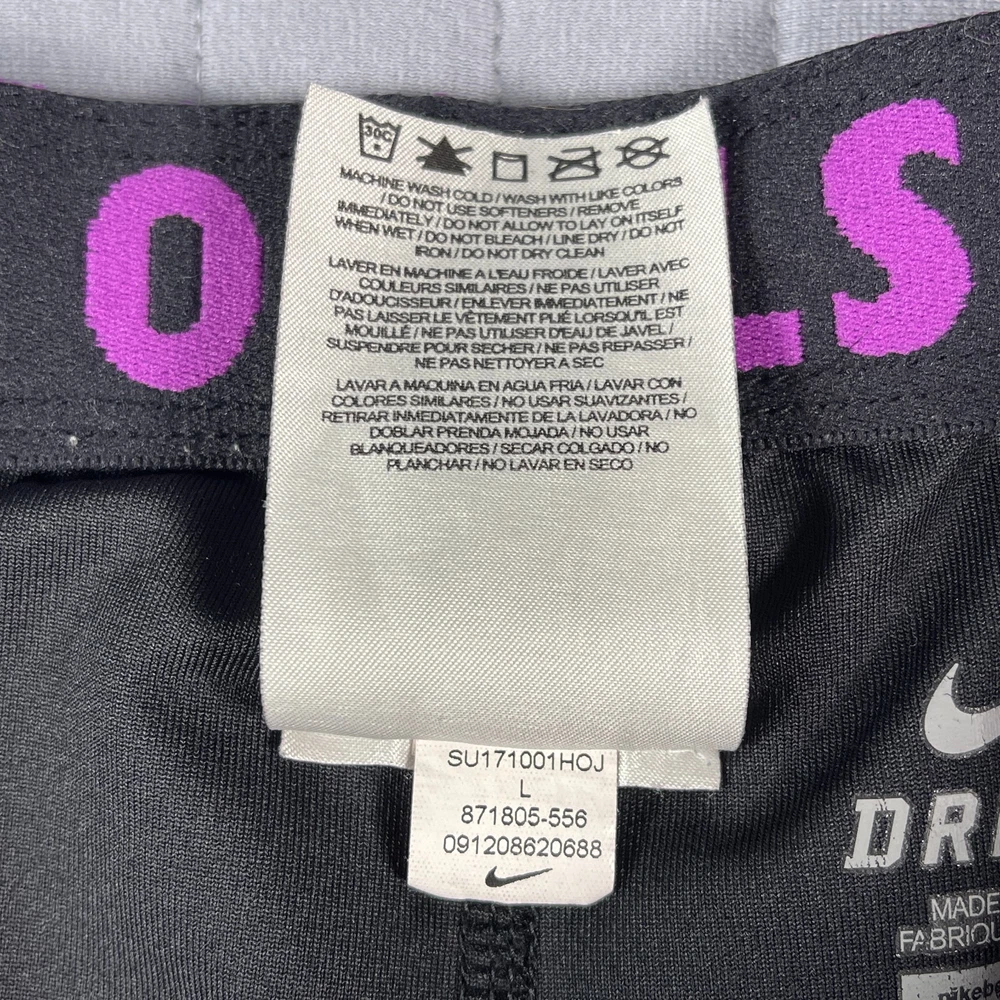 O LS
30C
MACHINE WASH COLD / WASH WITH LIKE COLORS
/ DO NOT USE SOFTENERS / REMOVE
IMMEDIATELY / DO NOT ALLOW TO LAY ON ITSELF
WHEN WET / DO NOT BLEACH / LINE DRY / DO NOT
IRON / DO NOT DRY CLEAN
LAVER EN MACHINE A L'EAU FROIDE / LAVER AVEC
COULEURS SIMILAIRES / NE PAS UTILISER
D'ADOUCISSEUR / ENLEVER IMMEDIATEMENT / NE
PAS LAISSER LE VÊTEMENT PLIÉ LORSQU'IL EST
MOUILLÉ / NE PAS UTILISER D'EAU DE JAVEL /
SUSPENDRE POUR SECHER / NE PAS REPASSER /
NE PAS NETTOYER A SEC
LAVAR A MAQUINA EN AGUA FRIA / LAVAR CON
COLORES SIMILARES / NO USAR SUAVIZANTES /
RETIRAR INMEDIATAMENTE DE LA LAVADORA / NO
DOBLAR PRENDA MOJADA / NO USAR
BLANQUEADORES / SECAR COLGADO / NO
PLANCHAR / NO LAVAR EN SECO
SU171001HOJ
L
871805-556
091208620688
DR
MADE
FABRIQU